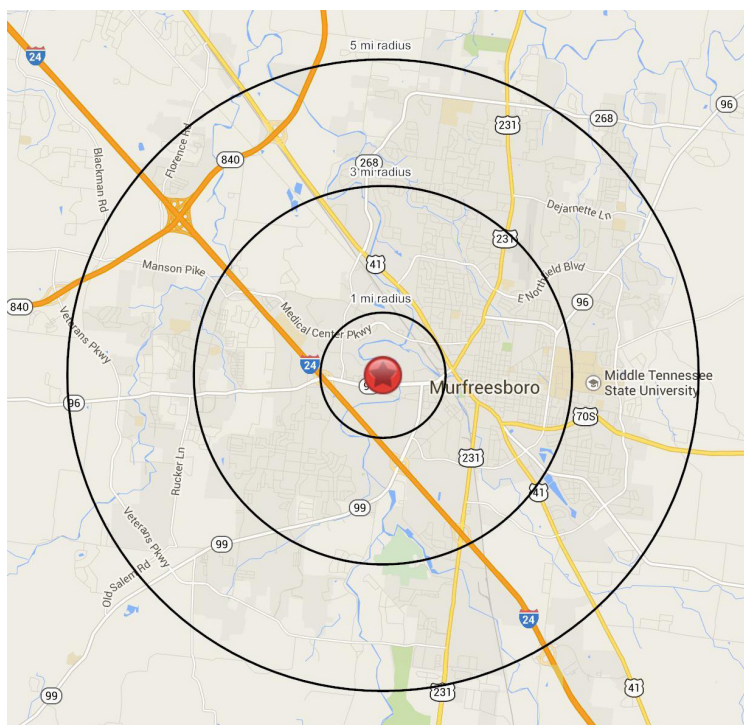 5 mi radius
24
231
96
268
Florence Rd
840
268
Blackman Rd
3 mi radius
Dejarnette Ln
231
41
Manson Pike
E Northfield Blvd
840
1 mi radius
96
Veterans Pkwy
Medical Center Pkwy
24
Middle Tennessee
State University
Murfreesboro
96
70S
Rucker Ln
231
41
99
Veterans Pkwy
99
Old Salem Rd
24
99
231
41